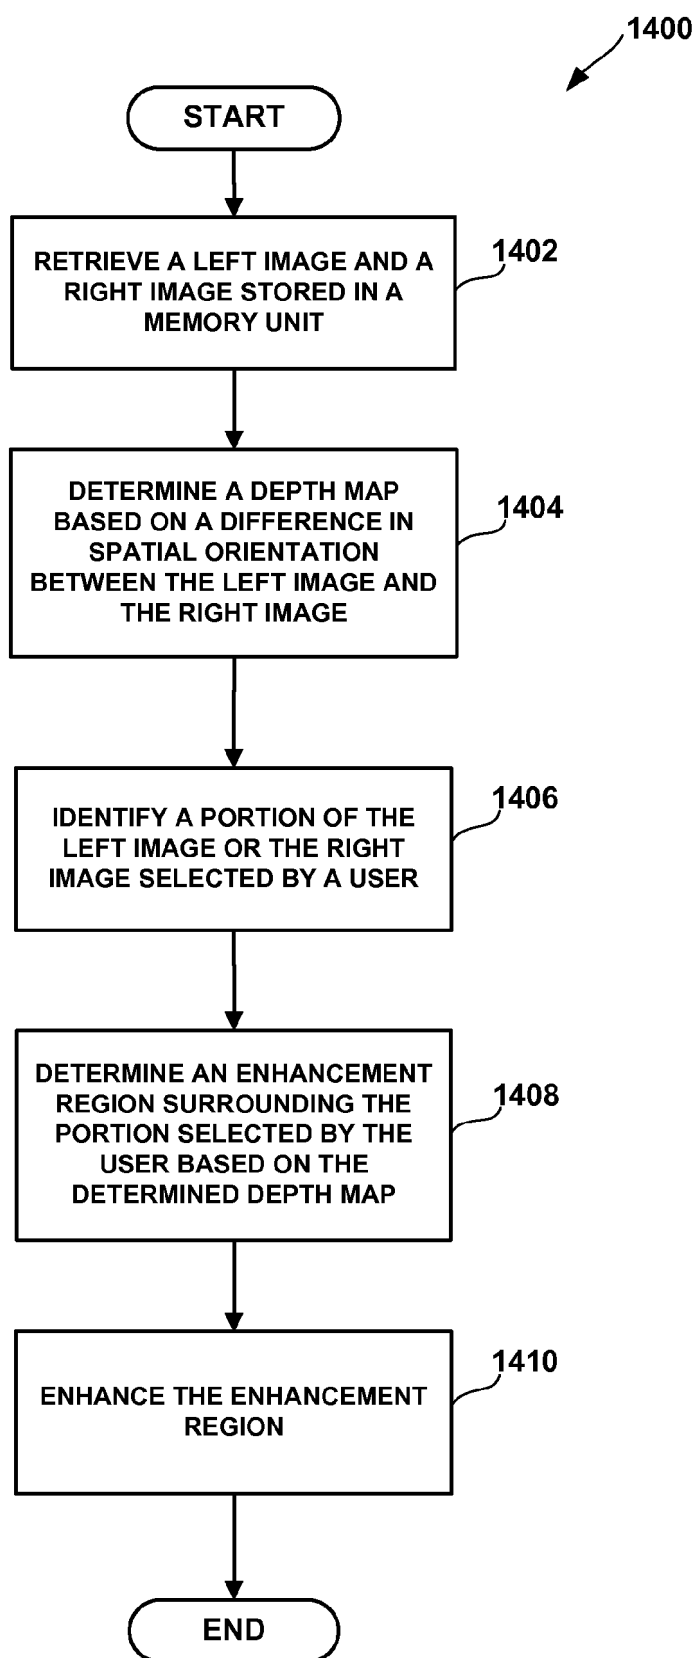 1400
START
RETRIEVE A LEFT IMAGE AND A
RIGHT IMAGE STORED IN A
MEMORY UNIT
1402
DETERMINE A DEPTH MAP
BASED ON A DIFFERENCE IN
SPATIAL ORIENTATION
BETWEEN THE LEFT IMAGE AND
THE RIGHT IMAGE
1404
IDENTIFY A PORTION OF THE
LEFT IMAGE OR THE RIGHT
IMAGE SELECTED BY A USER
1406
DETERMINE AN ENHANCEMENT
REGION SURROUNDING THE
PORTION SELECTED BY THE
USER BASED ON THE
DETERMINED DEPTH MAP
1408
ENHANCE THE ENHANCEMENT
REGION
1410
END